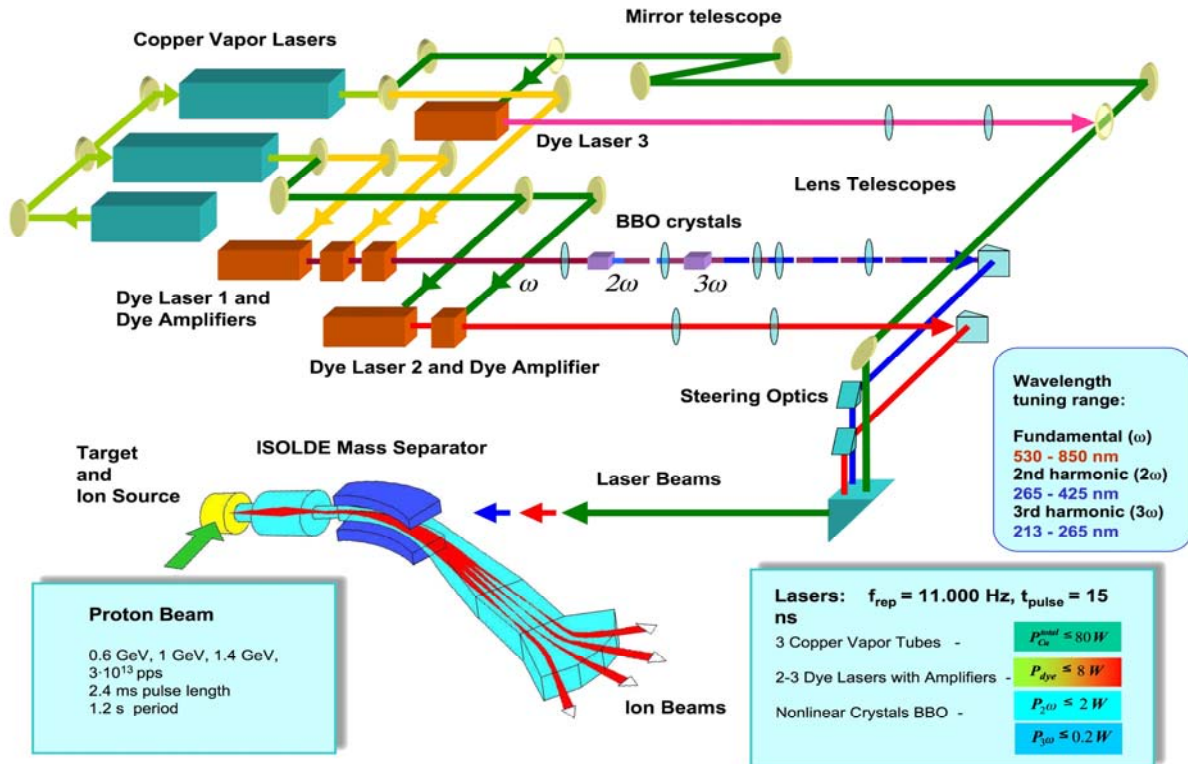 Mirror telescope
Copper Vapor Lasers
Dye Laser 3
Lens Telescopes
BBO crystals
ω
2ω
3ω
Dye Laser 1 and
Dye Amplifiers
Dye Laser 2 and Dye Amplifier
Steering Optics
Wavelength
tuning range:
Fundamental (ω)
530 - 850 nm
2nd harmonic (2ω)
265 - 425 nm
3rd harmonic (3ω)
213 - 265 nm
Target
and
Ion Source
ISOLDE Mass Separator
Laser Beams
Proton Beam
0.6 GeV, 1 GeV, 1.4 GeV,
3·10¹³ pps
2.4 ms pulse length
1.2 s period
Ion Beams
Lasers: f_rep = 11.000 Hz, t_pulse = 15
ns
3 Copper Vapor Tubes -
P_Cu^total ≤ 80 W
2-3 Dye Lasers with Amplifiers -
P_dye ≤ 8 W
Nonlinear Crystals BBO -
P_2ω ≤ 2 W
P_3ω ≤ 0.2 W